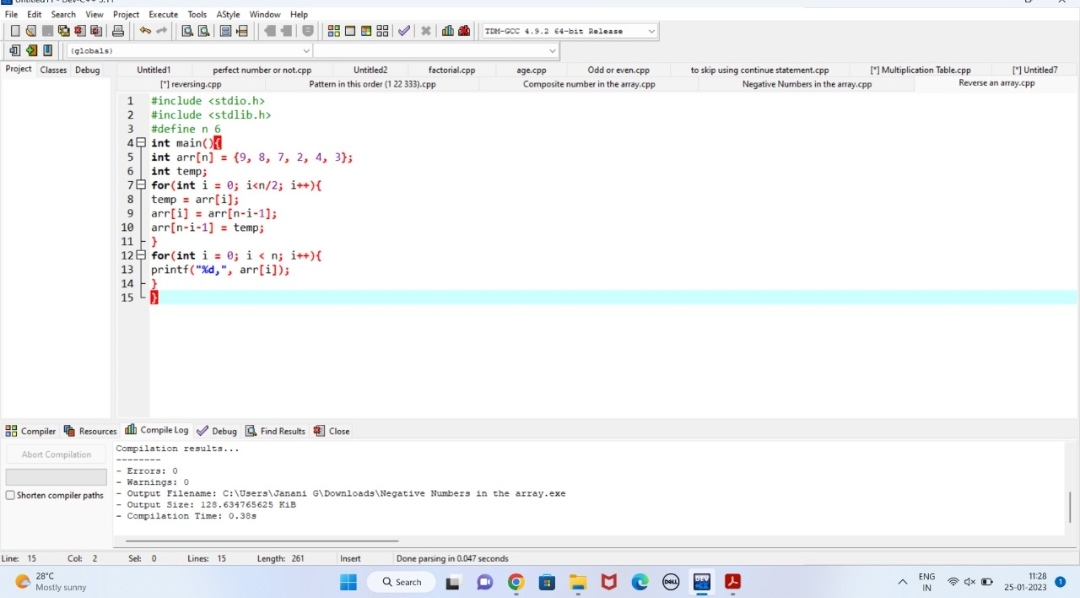 File Edit Search View Project Execute Tools AStyle Window Help
TDM-GCC 4.9.2 64-bit Release
(globals)
Project Classes Debug
Untitled1 perfect number or not.cpp Untitled2 factorial.cpp age.cpp Odd or even.cpp to skip using continue statement.cpp [*] Multiplication Table.cpp [*] Untitled7
[*] reversing.cpp Pattern in this order (1 22 333).cpp Composite number in the array.cpp Negative Numbers in the array.cpp Reverse an array.cpp
1 #include <stdio.h>
2 #include <stdlib.h>
3 #define n 6
4 int main(){
5 int arr[n] = {9, 8, 7, 2, 4, 3};
6 int temp;
7 for(int i = 0; i<n/2; i++){
8 temp = arr[i];
9 arr[i] = arr[n-i-1];
10 arr[n-i-1] = temp;
11 }
12 for(int i = 0; i < n; i++){
13 printf("%d,", arr[i]);
14 }
15 }
Compiler Resources Compile Log Debug Find Results Close
Abort Compilation
Shorten compiler paths
Compilation results...
--------
- Errors: 0
- Warnings: 0
- Output Filename: C:\Users\Janani G\Downloads\Negative Numbers in the array.exe
- Output Size: 128.634765625 KiB
- Compilation Time: 0.38s
Line: 15 Col: 2 Sel: 0 Lines: 15 Length: 261 Insert Done parsing in 0.047 seconds
28°C
Mostly sunny
Search
DELL
DEV
ENG
IN
11:28
25-01-2023
1